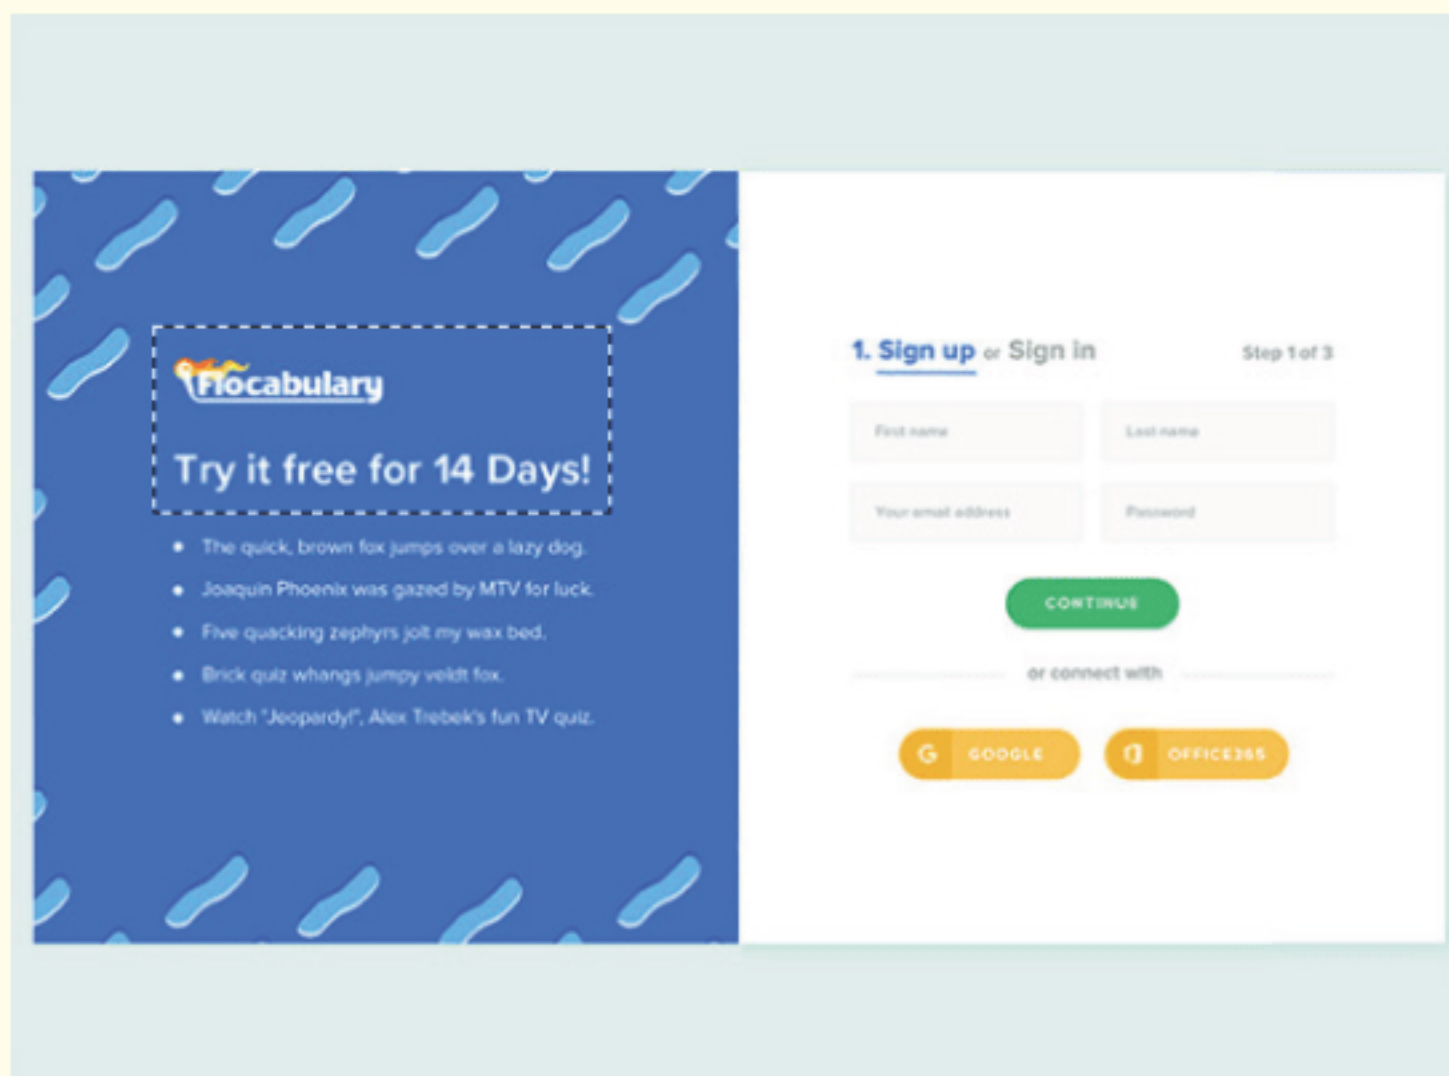 Flocabulary
Try it free for 14 Days!
The quick, brown fox jumps over a lazy dog.
Joaquin Phoenix was gazed by MTV for luck.
Five quacking zephyrs jolt my wax bed.
Brick quiz whangs jumpy veldt fox.
Watch "Jeopardy!", Alex Trebek's fun TV quiz.
1. Sign up or Sign in
Step 1 of 3
First name
Last name
Your email address
Password
CONTINUE
or connect with
G GOOGLE
OFFICE365